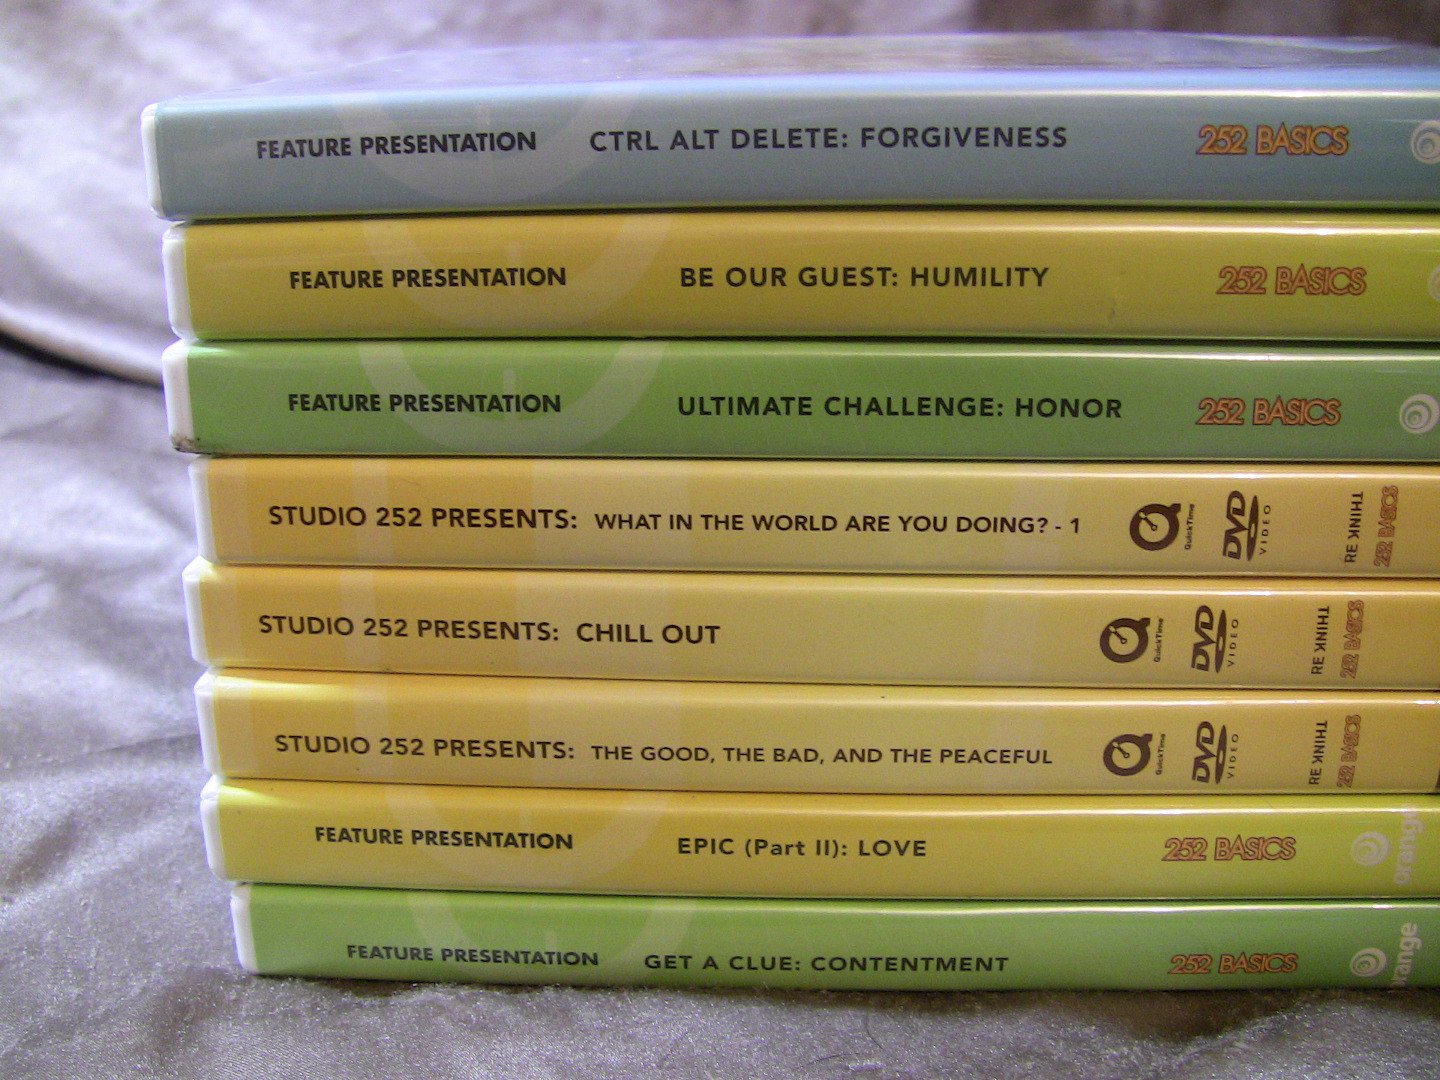 FEATURE PRESENTATION CTRL ALT DELETE: FORGIVENESS 252 BASICS
FEATURE PRESENTATION BE OUR GUEST: HUMILITY 252 BASICS
FEATURE PRESENTATION ULTIMATE CHALLENGE: HONOR 252 BASICS
STUDIO 252 PRESENTS: WHAT IN THE WORLD ARE YOU DOING? - 1 QuickTime DVD VIDEO RE THINK 252 BASICS
STUDIO 252 PRESENTS: CHILL OUT QuickTime DVD VIDEO RE THINK 252 BASICS
STUDIO 252 PRESENTS: THE GOOD, THE BAD, AND THE PEACEFUL QuickTime DVD VIDEO RE THINK 252 BASICS
FEATURE PRESENTATION EPIC (Part II): LOVE 252 BASICS orange
FEATURE PRESENTATION GET A CLUE: CONTENTMENT 252 BASICS orange